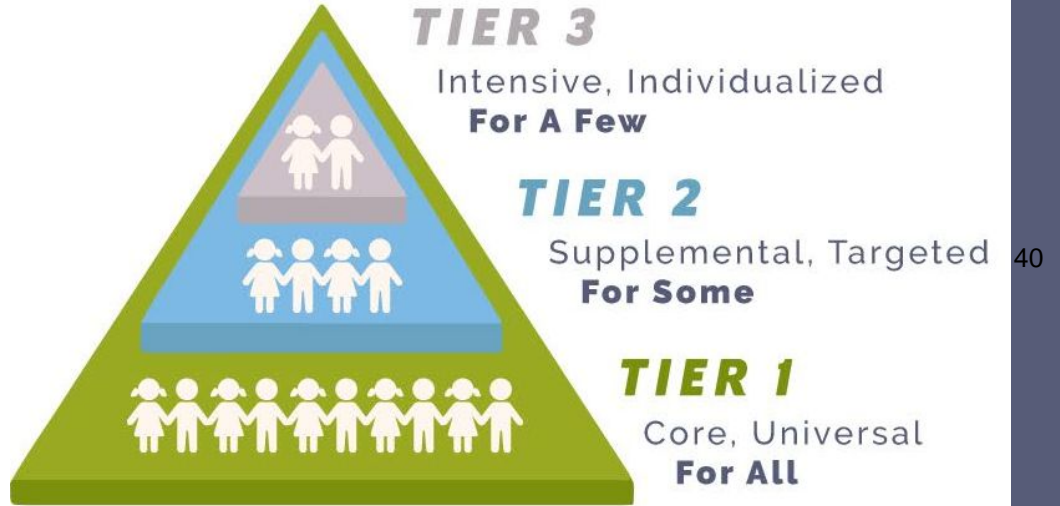 TIER 3
Intensive, Individualized
For A Few
TIER 2
Supplemental, Targeted
For Some
40
TIER 1
Core, Universal
For All